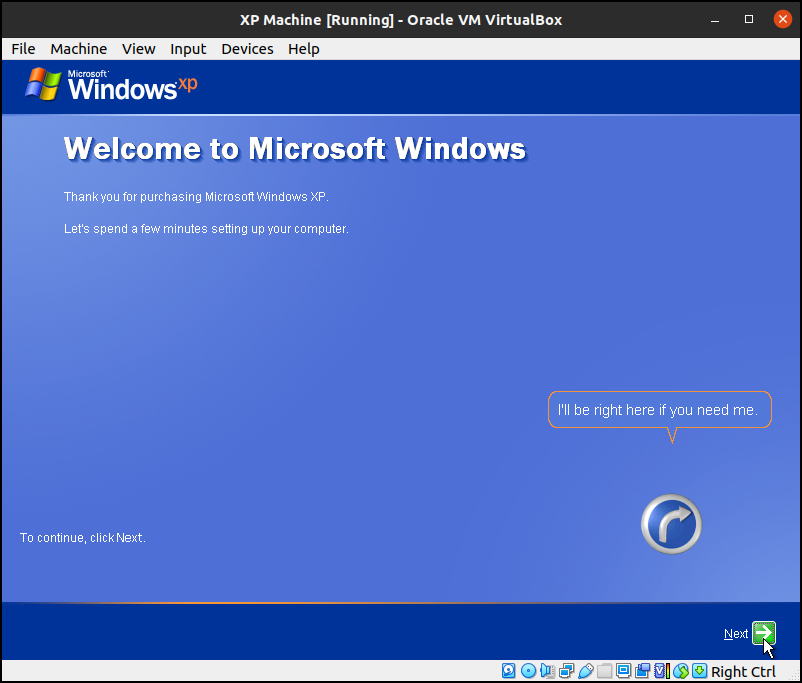 XP Machine [Running] - Oracle VM VirtualBox
File Machine View Input Devices Help
Microsoft®
Windows xp
Welcome to Microsoft Windows
Thank you for purchasing Microsoft Windows XP.
Let's spend a few minutes setting up your computer.
I'll be right here if you need me.
To continue, click Next.
Next
Right Ctrl